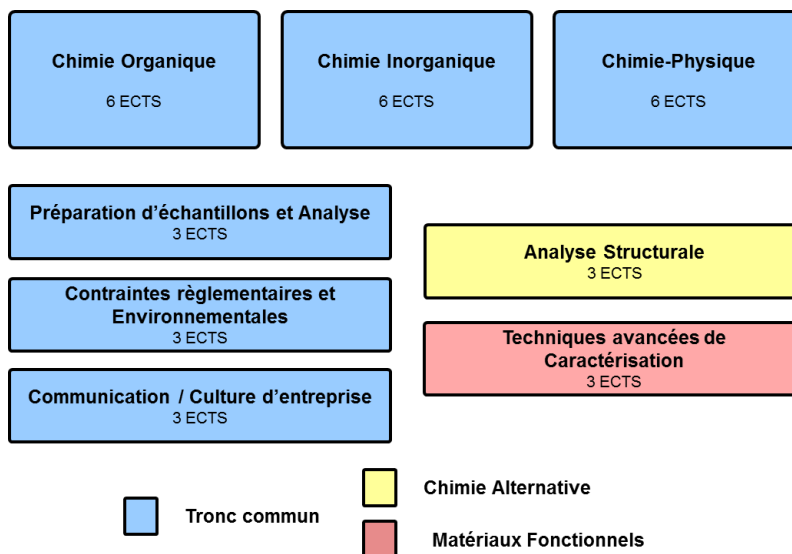 Chimie Organique
6 ECTS
Chimie Inorganique
6 ECTS
Chimie-Physique
6 ECTS
Préparation d'échantillons et Analyse
3 ECTS
Contraintes règlementaires et
Environnementales
3 ECTS
Communication / Culture d'entreprise
3 ECTS
Analyse Structurale
3 ECTS
Techniques avancées de
Caractérisation
3 ECTS
Tronc commun
Chimie Alternative
Matériaux Fonctionnels